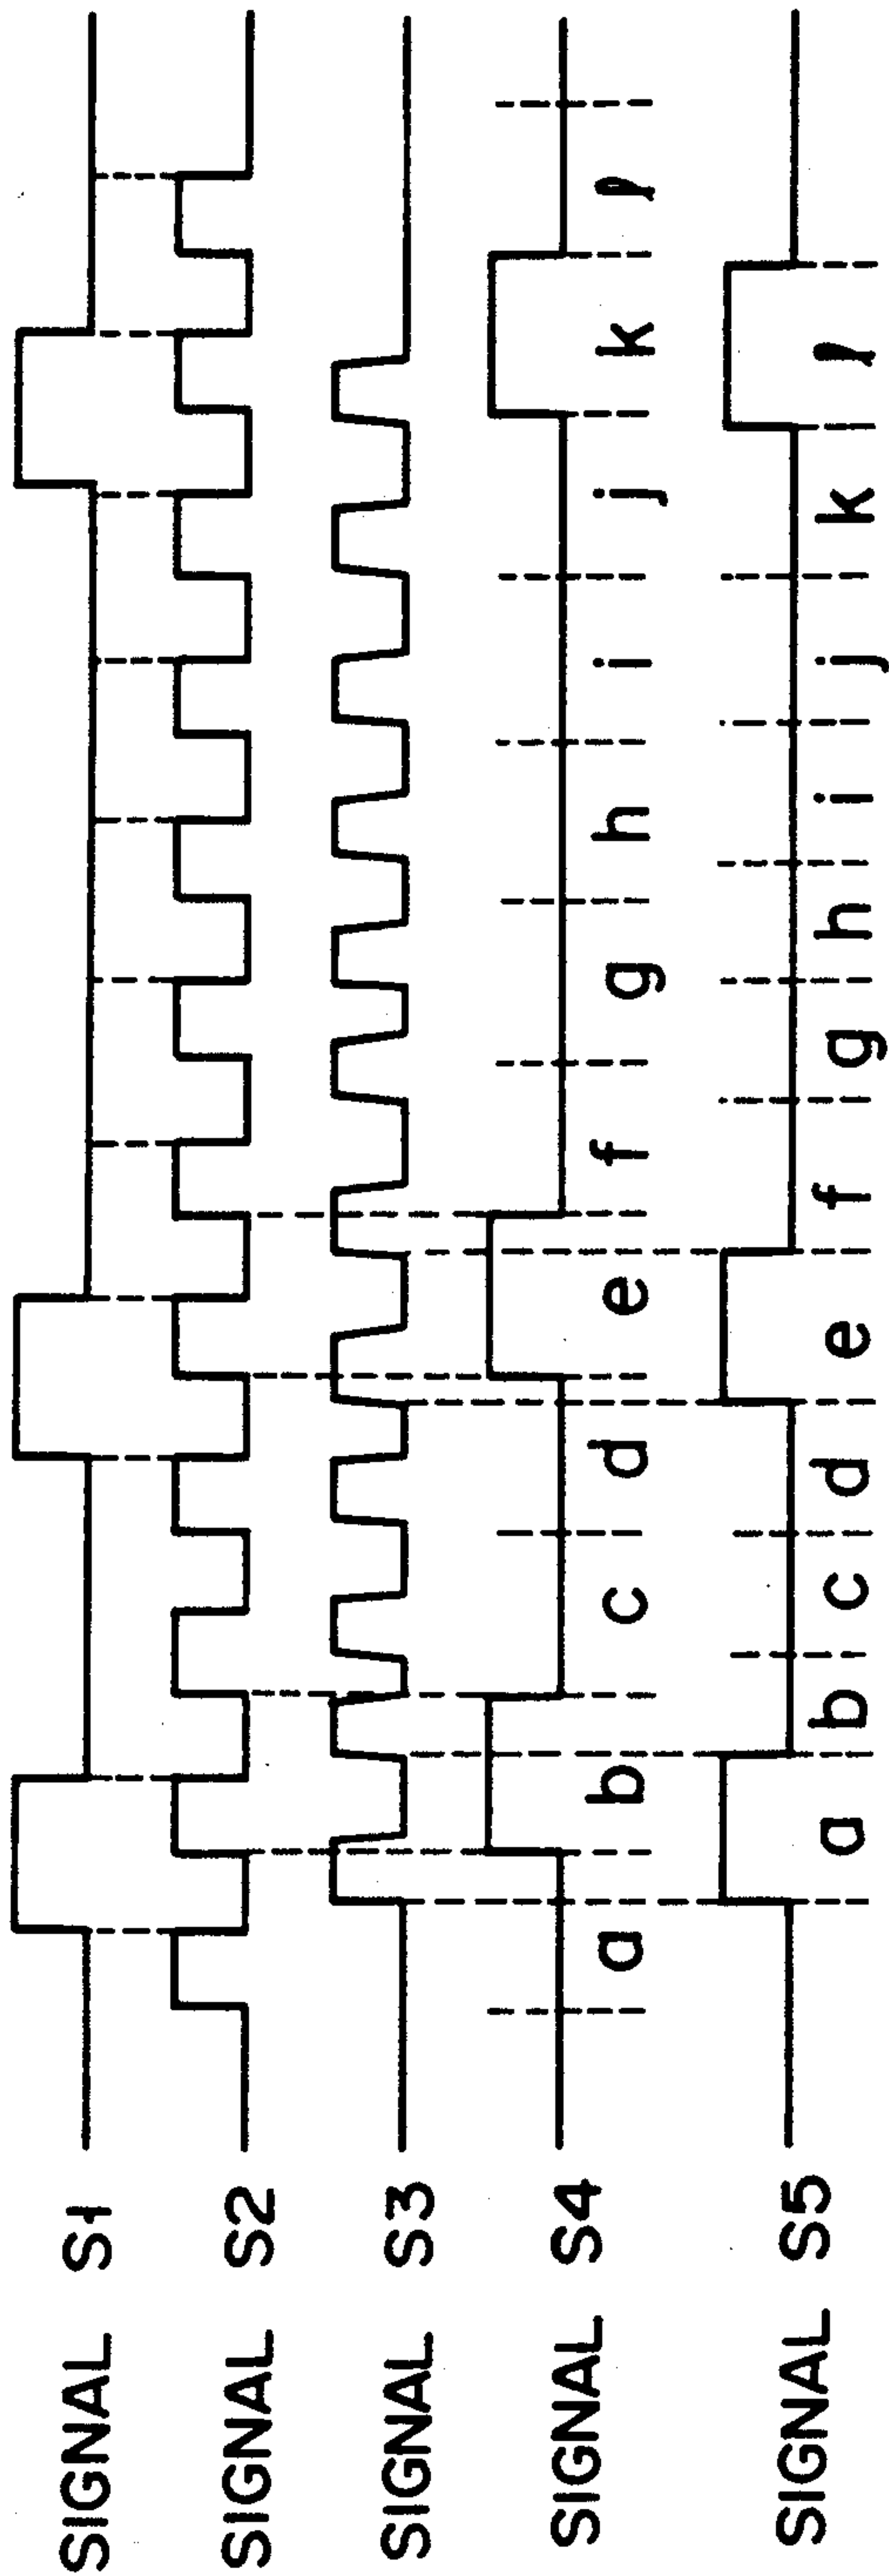 SIGNAL S1
SIGNAL S2
SIGNAL S3
SIGNAL S4 a b c d e f g h i j k l
SIGNAL S5 a b c d e f g h i j k l